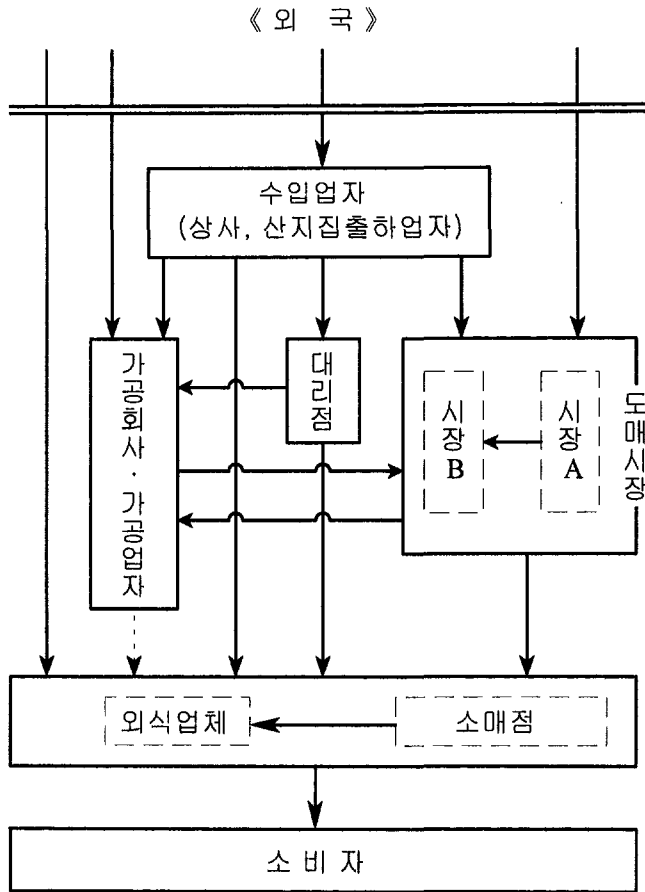 《 외 국 》
수입업자
(상사, 산지집출하업자)
가공회사 · 가공업자
대리점
시장 B
시장 A
도매시장
외식업체
소매점
소 비 자